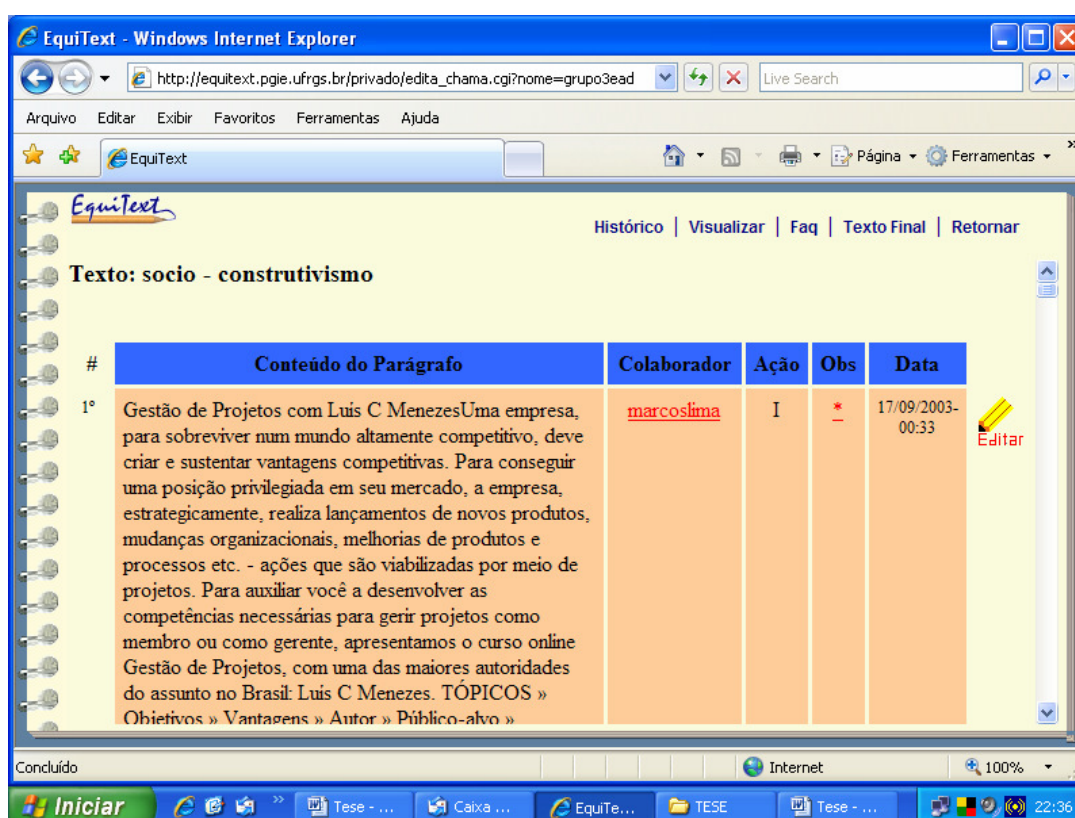 EquiText - Windows Internet Explorer
http://equitext.pgie.ufrgs.br/privado/edita_chama.cgi?nome=grupo3ead
Live Search
Arquivo Editar Exibir Favoritos Ferramentas Ajuda
EquiText
Página Ferramentas
EquiText
Histórico | Visualizar | Faq | Texto Final | Retornar
Texto: socio - construtivismo
# Conteúdo do Parágrafo Colaborador Ação Obs Data
1º Gestão de Projetos com Luis C MenezesUma empresa, marcoslima I * 17/09/2003-
para sobreviver num mundo altamente competitivo, deve 00:33
Editar
criar e sustentar vantagens competitivas. Para conseguir
uma posição privilegiada em seu mercado, a empresa,
estrategicamente, realiza lançamentos de novos produtos,
mudanças organizacionais, melhorias de produtos e
processos etc. - ações que são viabilizadas por meio de
projetos. Para auxiliar você a desenvolver as
competências necessárias para gerir projetos como
membro ou como gerente, apresentamos o curso online
Gestão de Projetos, com uma das maiores autoridades
do assunto no Brasil: Luis C Menezes. TÓPICOS »
Objetivos » Vantagens » Autor » Público-alvo »
Concluído Internet 100%
Iniciar » Tese - ... Caixa ... EquiTe... TESE Tese - ... 22:36